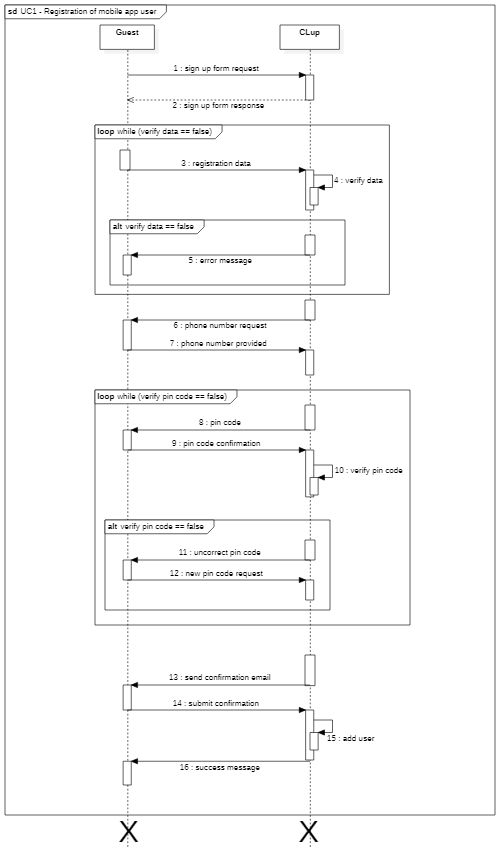 sd UC1 - Registration of mobile app user
Guest
CLup
1 : sign up form request
2 : sign up form response
loop while (verify data == false)
3 : registration data
4 : verify data
alt verify data == false
5 : error message
6 : phone number request
7 : phone number provided
loop while (verify pin code == false)
8 : pin code
9 : pin code confirmation
10 : verify pin code
alt verify pin code == false
11 : uncorrect pin code
12 : new pin code request
13 : send confirmation email
14 : submit confirmation
15 : add user
16 : success message